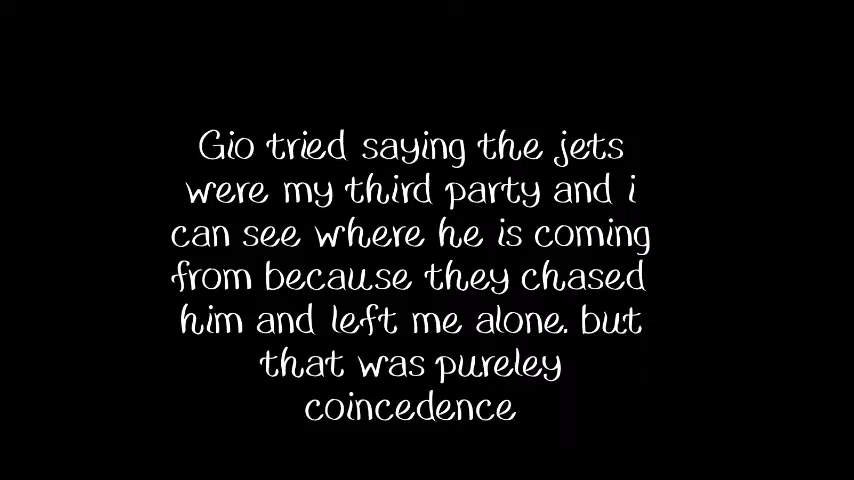 Gio tried saying the jets
were my third party and i
can see where he is coming
from because they chased
him and left me alone. but
that was pureley
coincedence